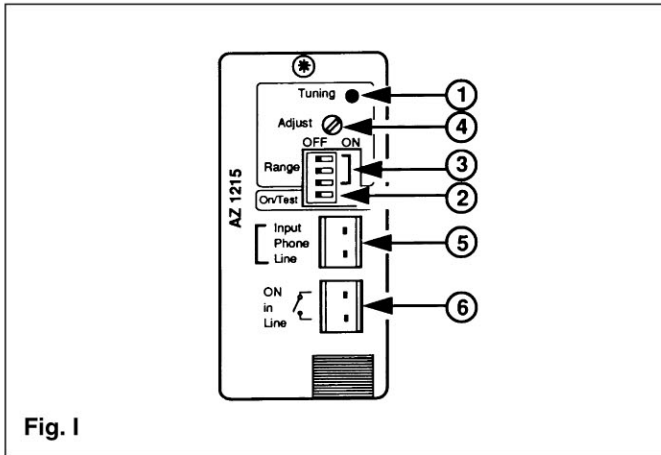 Tuning
1
Adjust
4
OFF ON
Range
3
On/Test
2
AZ 1215
Input
Phone
Line
5
ON
in
Line
6
Fig. I